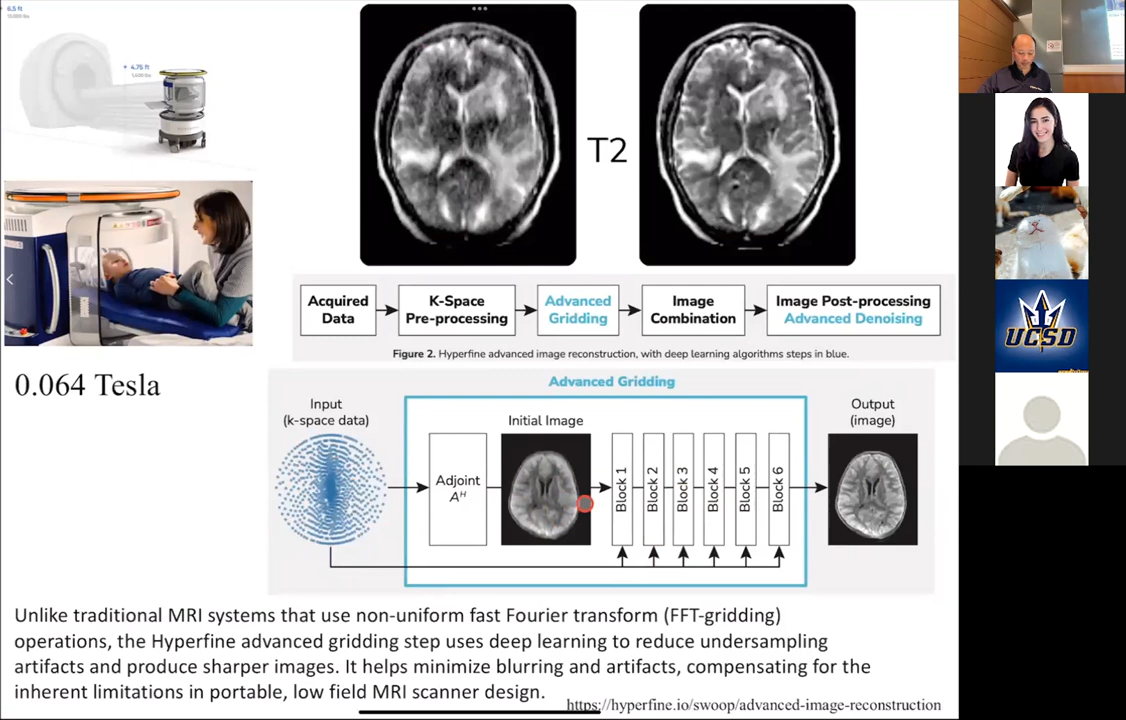 6.5 ft
4.75 ft
T2
Acquired
Data
K-Space
Pre-processing
Advanced
Gridding
Image
Combination
Image Post-processing
Advanced Denoising
Figure 2. Hyperfine advanced image reconstruction, with deep learning algorithms steps in blue.
0.064 Tesla
Advanced Gridding
Input
(k-space data)
Adjoint
Aᴴ
Initial Image
Block 1
Block 2
Block 3
Block 4
Block 5
Block 6
Output
(image)
Unlike traditional MRI systems that use non-uniform fast Fourier transform (FFT-gridding)
operations, the Hyperfine advanced gridding step uses deep learning to reduce undersampling
artifacts and produce sharper images. It helps minimize blurring and artifacts, compensating for the
inherent limitations in portable, low field MRI scanner design.
https://hyperfine.io/swoop/advanced-image-reconstruction
UCSD